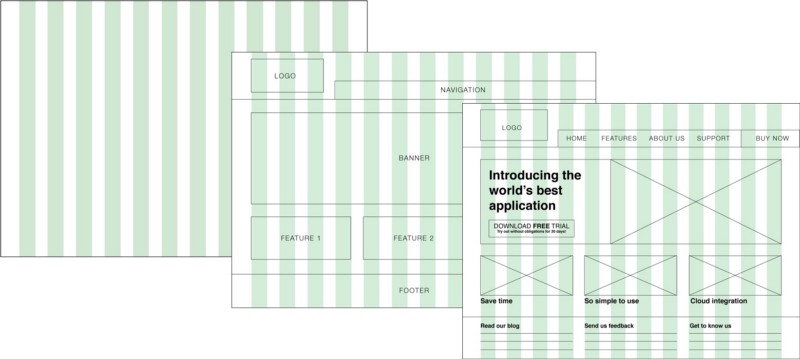 LOGO
NAVIGATION
BANNER
FEATURE 1
FEATURE 2
FOOTER
LOGO
HOME FEATURES ABOUT US SUPPORT BUY NOW
Introducing the
world's best
application
DOWNLOAD FREE TRIAL
Try out without obligations for 30 days!
Save time
So simple to use
Cloud integration
Read our blog
Send us feedback
Get to know us